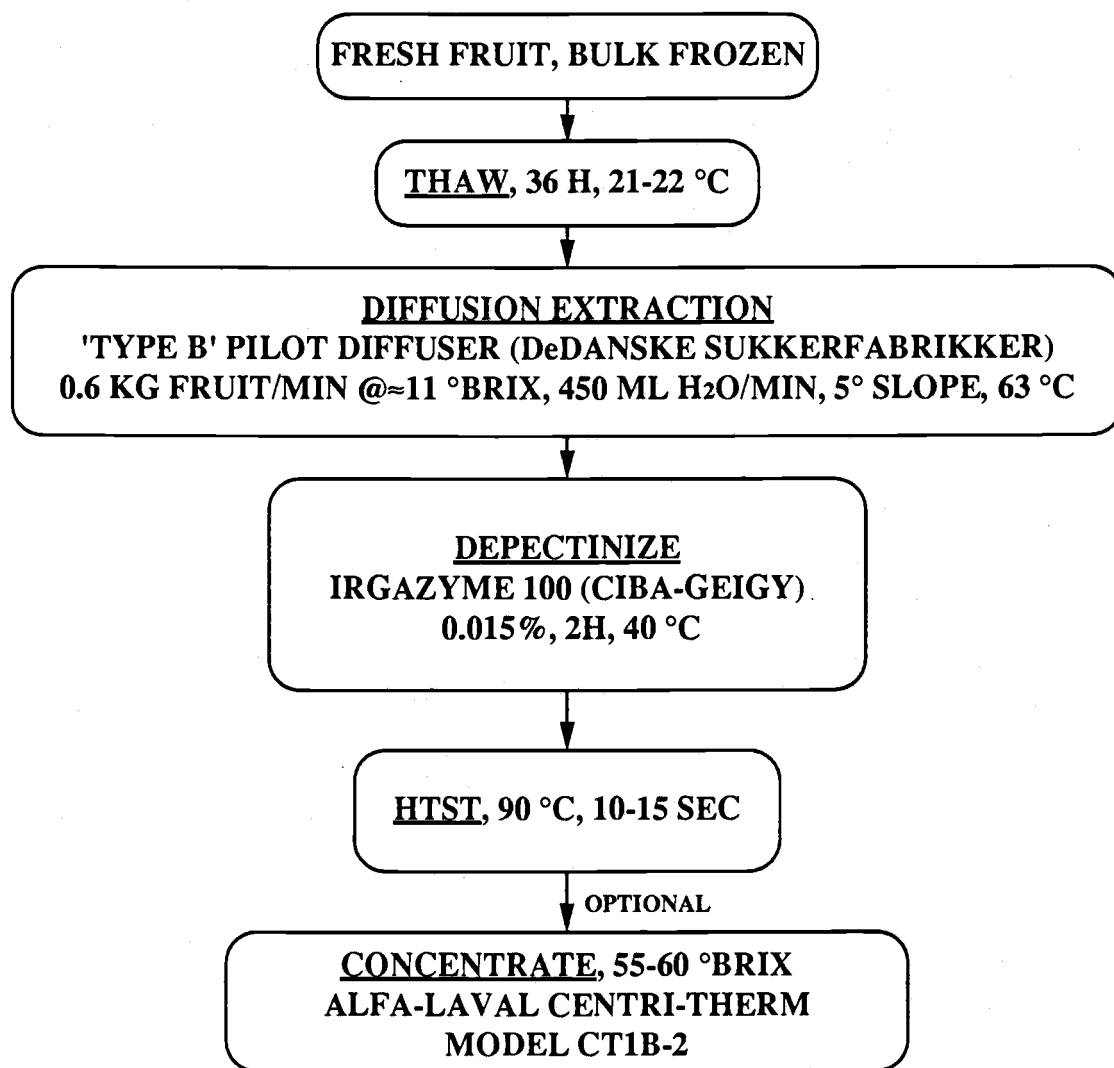 FRESH FRUIT, BULK FROZEN
THAW, 36 H, 21-22 °C
DIFFUSION EXTRACTION
'TYPE B' PILOT DIFFUSER (DeDANSKE SUKKERFABRIKKER)
0.6 KG FRUIT/MIN @≈11 °BRIX, 450 ML H2O/MIN, 5° SLOPE, 63 °C
DEPECTINIZE
IRGAZYME 100 (CIBA-GEIGY)
0.015%, 2H, 40 °C
HTST, 90 °C, 10-15 SEC
OPTIONAL
CONCENTRATE, 55-60 °BRIX
ALFA-LAVAL CENTRI-THERM
MODEL CT1B-2